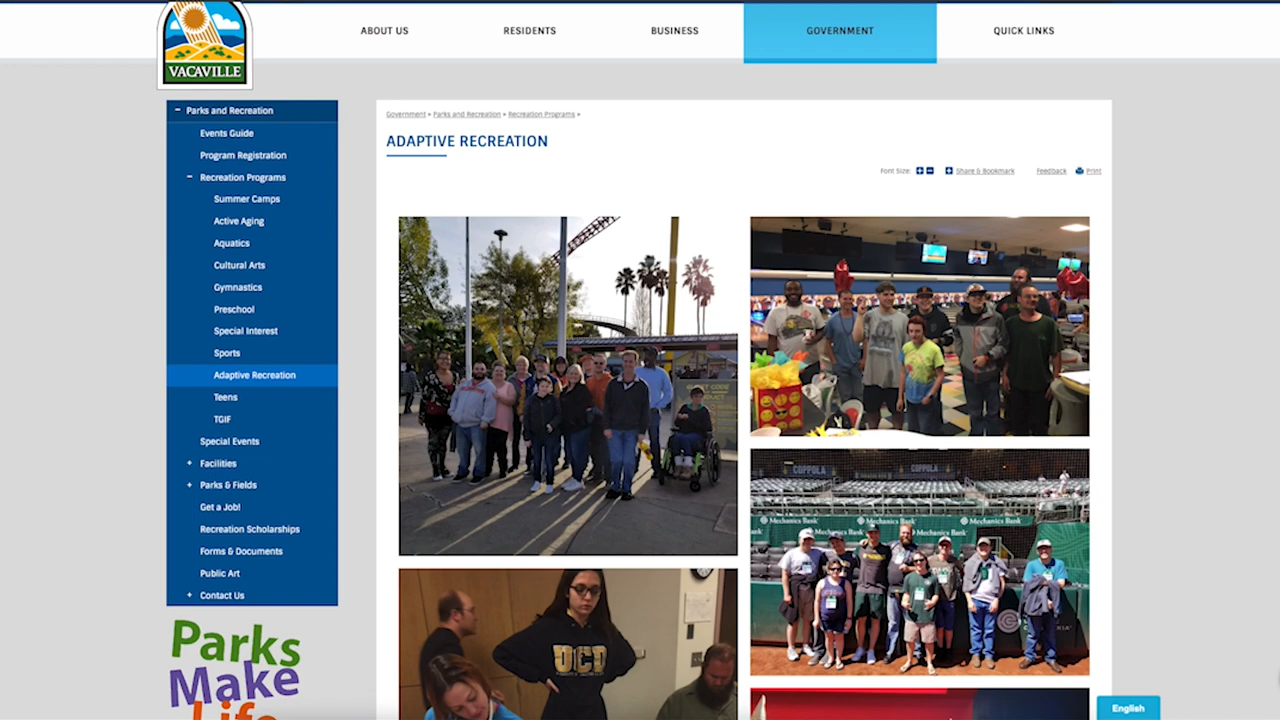 VACAVILLE
ABOUT US
RESIDENTS
BUSINESS
GOVERNMENT
QUICK LINKS
Parks and Recreation
Events Guide
Program Registration
Recreation Programs
Summer Camps
Active Aging
Aquatics
Cultural Arts
Gymnastics
Preschool
Special Interest
Sports
Adaptive Recreation
Teens
TGIF
Special Events
Facilities
Parks & Fields
Get a Job!
Recreation Scholarships
Forms & Documents
Public Art
Contact Us
Parks
Make
Life
Government » Parks and Recreation » Recreation Programs »
ADAPTIVE RECREATION
Font Size:
Share & Bookmark
Feedback
Print
COPPOLA
COPPOLA
Mechanics Bank
Mechanics Bank
Mechanics Bank
UCD
English